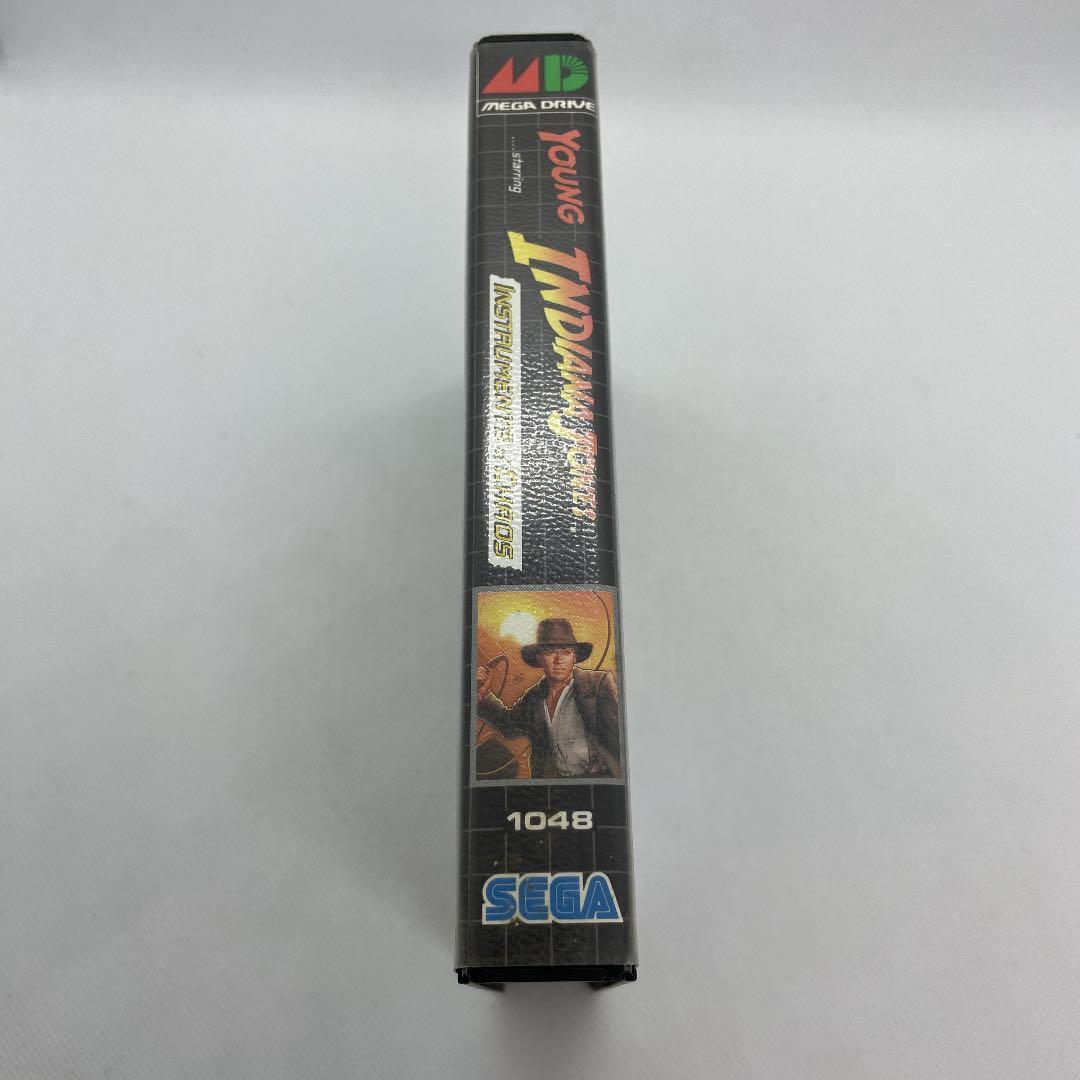 MD
MEGA DRIVE
....starring
YOUNG INDIANA JONES
INSTRUMENTS OF CHAOS
1048
SEGA